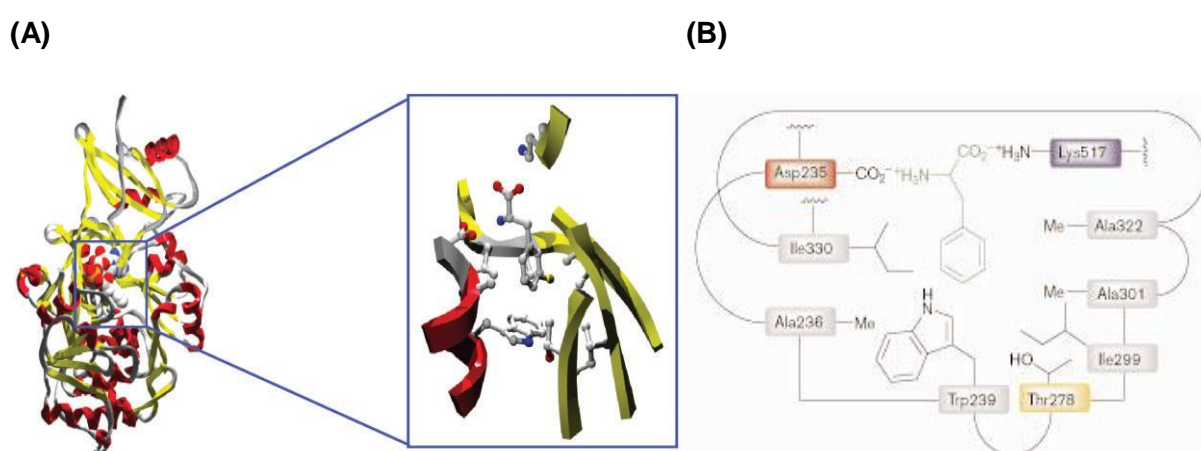 (A)
(B)
Asp235
CO₂⁻
⁺H₃N
CO₂⁻
⁺H₃N
Lys517
Ile330
Me
Ala322
Ala236
Me
N
H
Me
Ala301
Ile299
HO
Trp239
Thr278